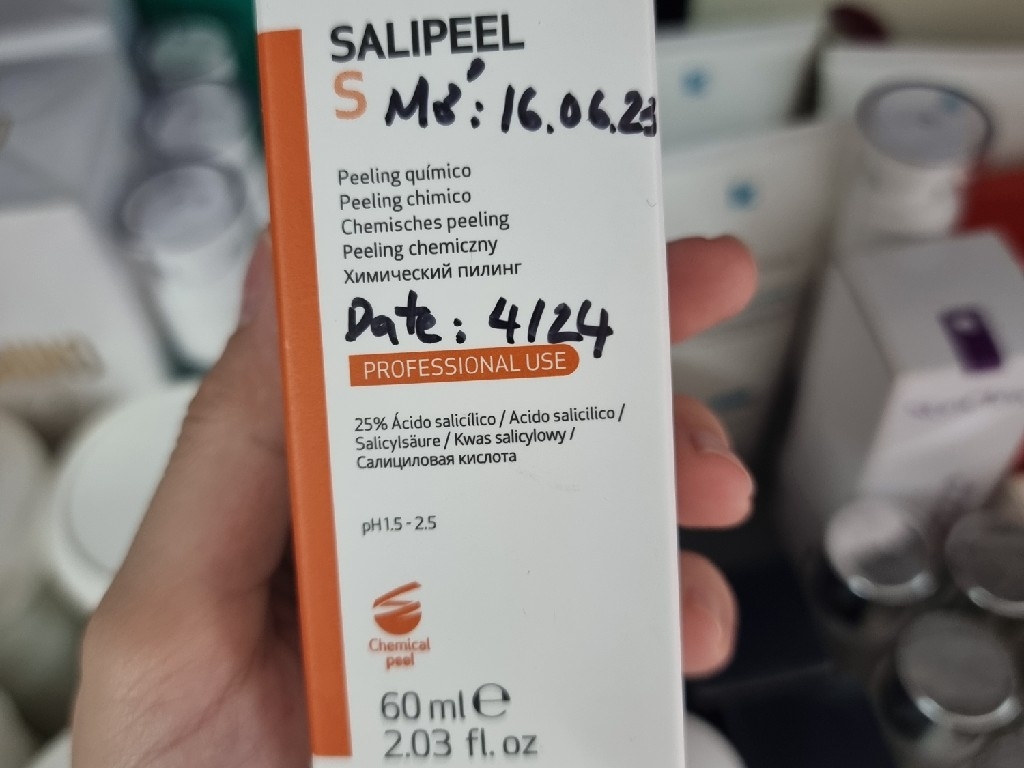 SALIPEEL
S Mở: 16.06.23
Peeling químico
Peeling chimico
Chemisches peeling
Peeling chemiczny
Химический пилинг
Date: 4/24
PROFESSIONAL USE
25% Ácido salicílico / Acido salicilico /
Salicylsäure / Kwas salicylowy /
Салициловая кислота
pH 1.5 - 2.5
Chemical
peel
60 ml ℮
2.03 fl. oz